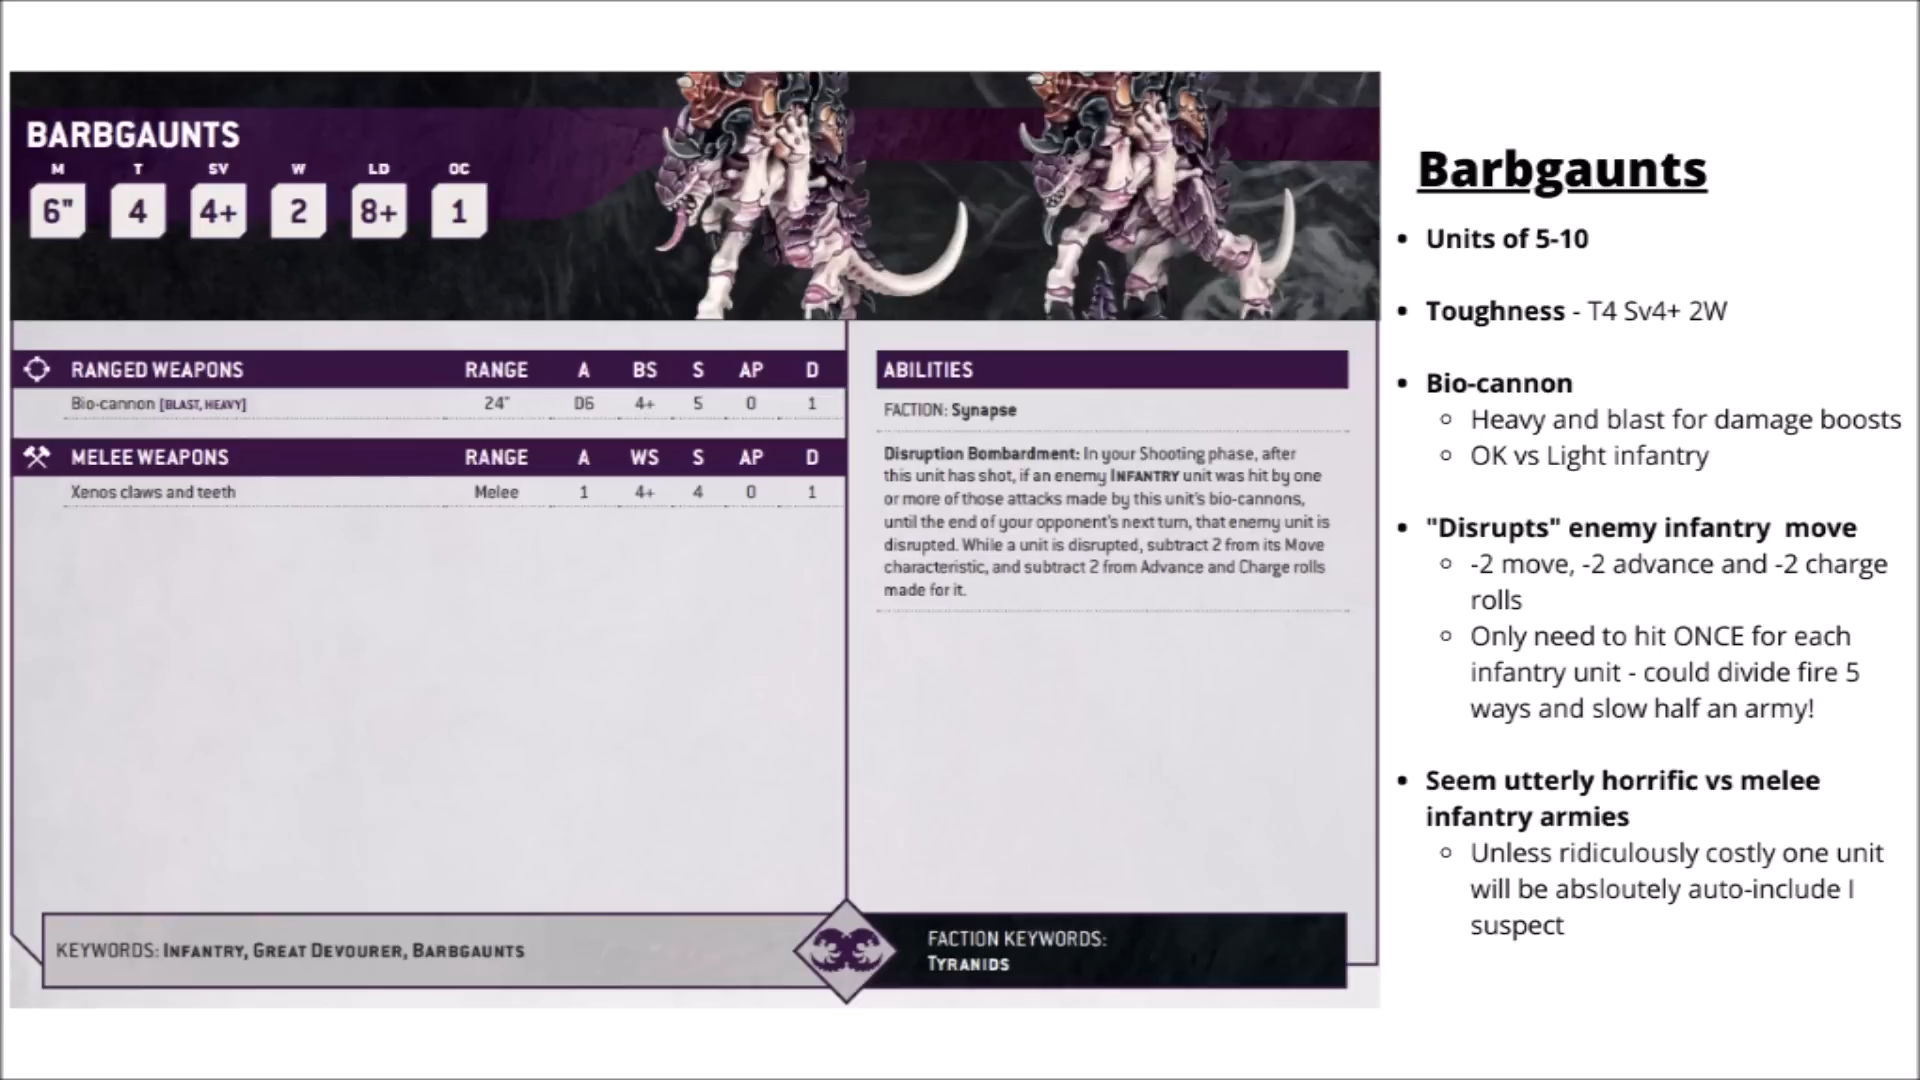 BARBGAUNTS
M T SV W LD OC
6" 4 4+ 2 8+ 1
RANGED WEAPONS RANGE A BS S AP D
Bio-cannon [BLAST, HEAVY] 24" D6 4+ 5 0 1
MELEE WEAPONS RANGE A WS S AP D
Xenos claws and teeth Melee 1 4+ 4 0 1
ABILITIES
FACTION: Synapse
Disruption Bombardment: In your Shooting phase, after
this unit has shot, if an enemy INFANTRY unit was hit by one
or more of those attacks made by this unit's bio-cannons,
until the end of your opponent's next turn, that enemy unit is
disrupted. While a unit is disrupted, subtract 2 from its Move
characteristic, and subtract 2 from Advance and Charge rolls
made for it.
KEYWORDS: INFANTRY, GREAT DEVOURER, BARBGAUNTS
FACTION KEYWORDS:
TYRANIDS
Barbgaunts
• Units of 5-10
• Toughness - T4 Sv4+ 2W
• Bio-cannon
◦ Heavy and blast for damage boosts
◦ OK vs Light infantry
• "Disrupts" enemy infantry move
◦ -2 move, -2 advance and -2 charge
rolls
◦ Only need to hit ONCE for each
infantry unit - could divide fire 5
ways and slow half an army!
• Seem utterly horrific vs melee
infantry armies
◦ Unless ridiculously costly one unit
will be absloutely auto-include I
suspect